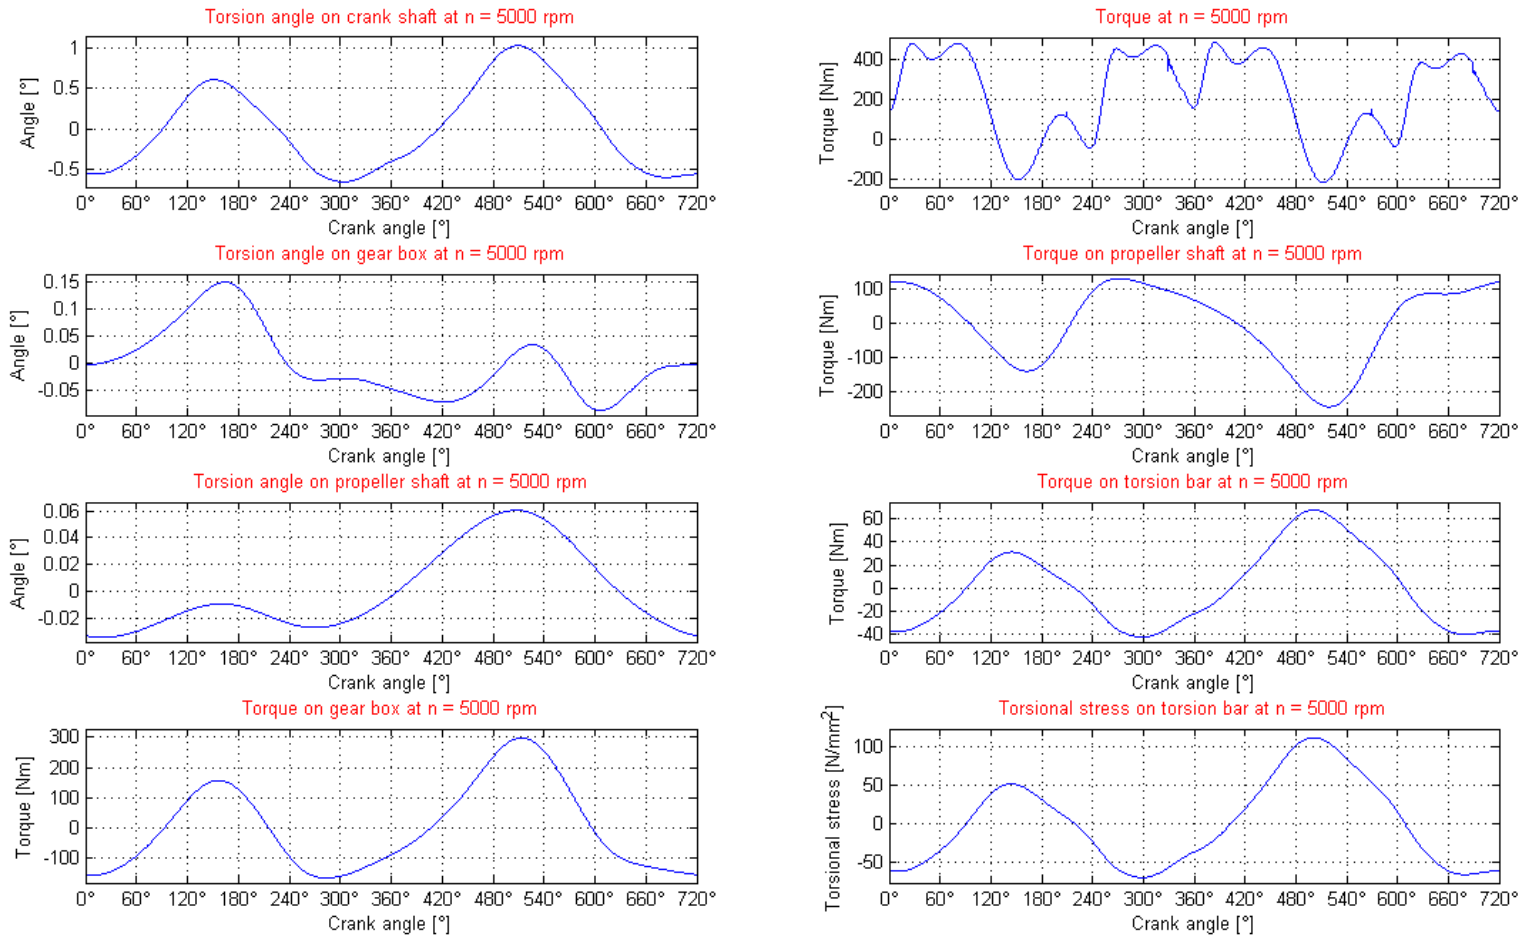 Torsion angle on crank shaft at n = 5000 rpm
Angle [°]
1
0.5
0
-0.5
0° 60° 120° 180° 240° 300° 360° 420° 480° 540° 600° 660° 720°
Crank angle [°]
Torque at n = 5000 rpm
Torque [Nm]
400
200
0
-200
0° 60° 120° 180° 240° 300° 360° 420° 480° 540° 600° 660° 720°
Crank angle [°]
Torsion angle on gear box at n = 5000 rpm
Angle [°]
0.15
0.1
0.05
0
-0.05
0° 60° 120° 180° 240° 300° 360° 420° 480° 540° 600° 660° 720°
Crank angle [°]
Torque on propeller shaft at n = 5000 rpm
Torque [Nm]
100
0
-100
-200
0° 60° 120° 180° 240° 300° 360° 420° 480° 540° 600° 660° 720°
Crank angle [°]
Torsion angle on propeller shaft at n = 5000 rpm
Angle [°]
0.06
0.04
0.02
0
-0.02
0° 60° 120° 180° 240° 300° 360° 420° 480° 540° 600° 660° 720°
Crank angle [°]
Torque on torsion bar at n = 5000 rpm
Torque [Nm]
60
40
20
0
-20
-40
0° 60° 120° 180° 240° 300° 360° 420° 480° 540° 600° 660° 720°
Crank angle [°]
Torque on gear box at n = 5000 rpm
Torque [Nm]
300
200
100
0
-100
0° 60° 120° 180° 240° 300° 360° 420° 480° 540° 600° 660° 720°
Crank angle [°]
Torsional stress on torsion bar at n = 5000 rpm
Torsional stress [N/mm²]
100
50
0
-50
0° 60° 120° 180° 240° 300° 360° 420° 480° 540° 600° 660° 720°
Crank angle [°]